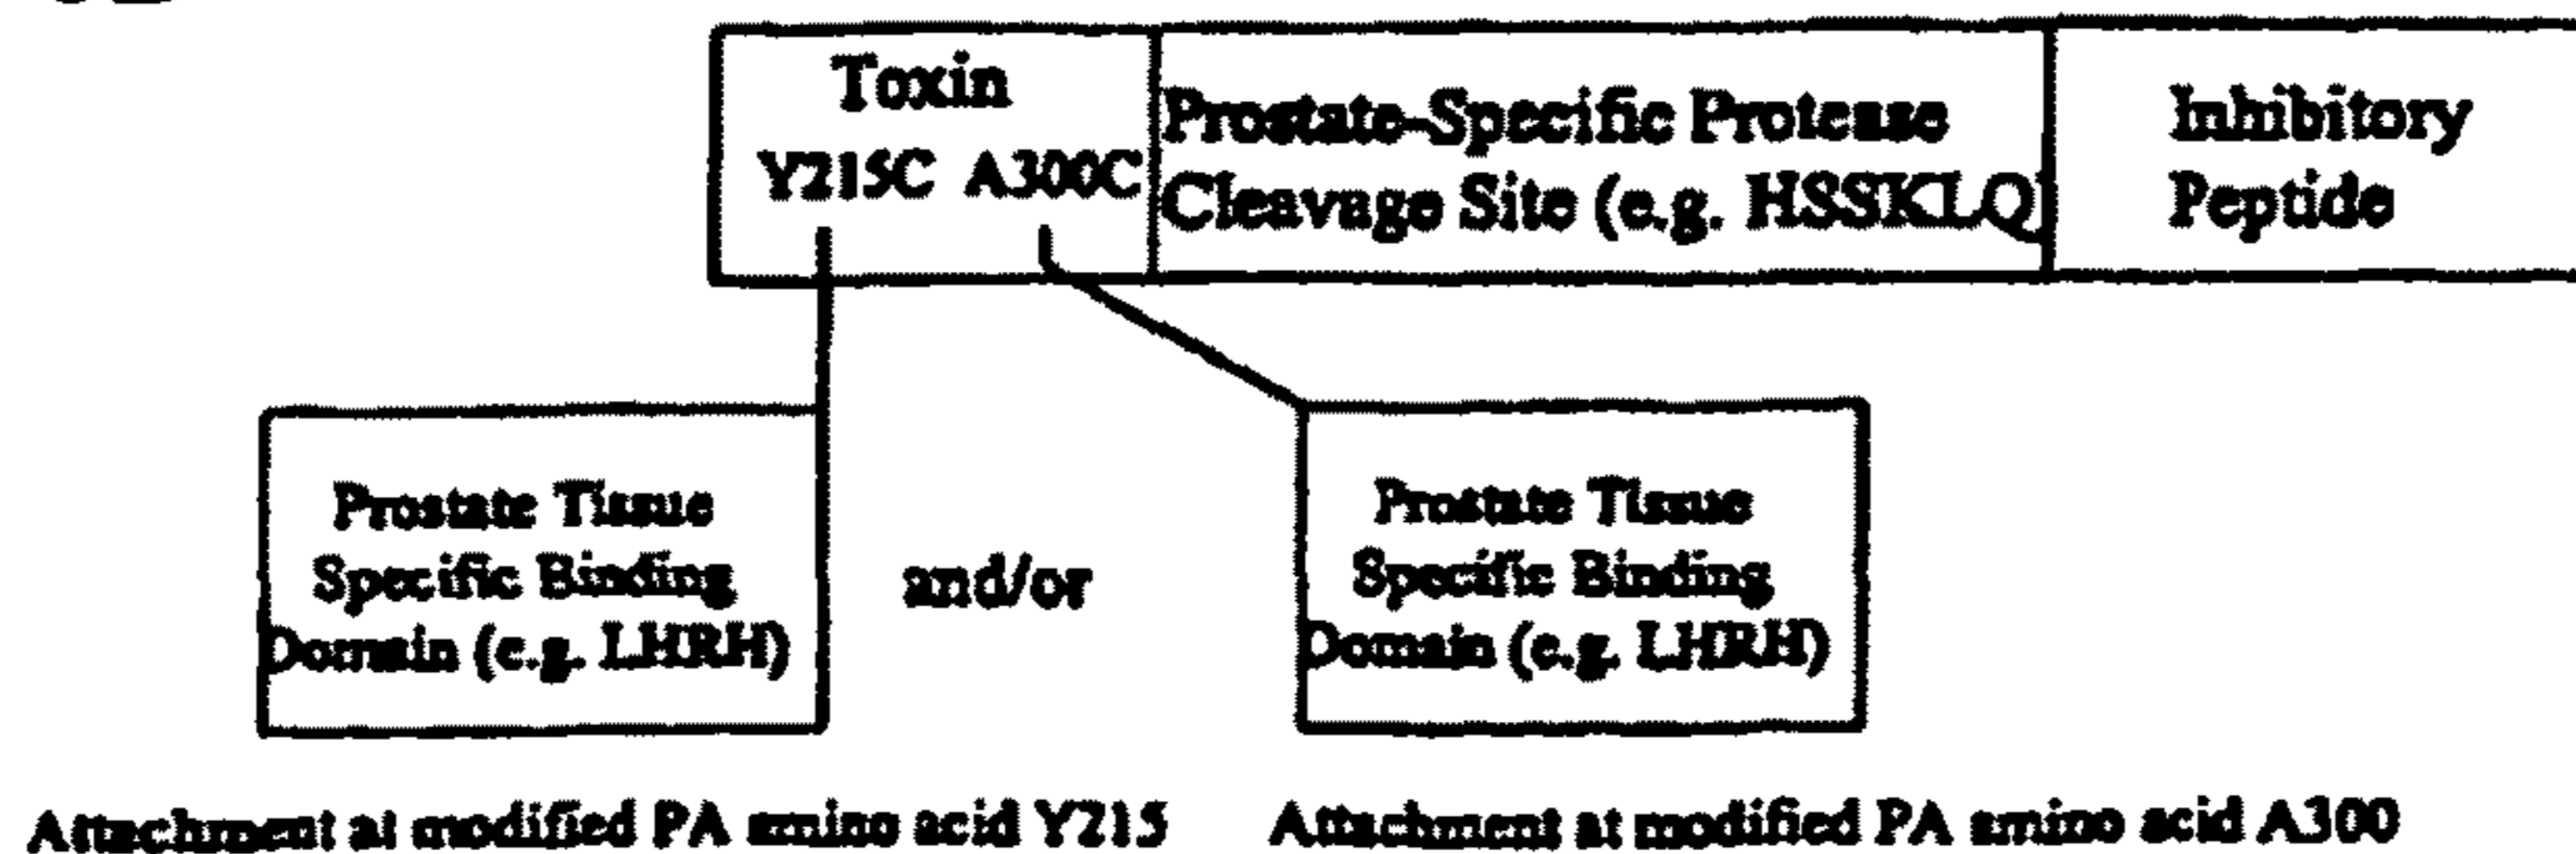 Toxin
Y215C A300C
Prostate-Specific Protease
Cleavage Site (e.g. HSSKLQ)
Inhibitory
Peptide
Prostate Tissue
Specific Binding
Domain (e.g. LHRH)
and/or
Prostate Tissue
Specific Binding
Domain (e.g. LHRH)
Attachment at modified PA amino acid Y215
Attachment at modified PA amino acid A300